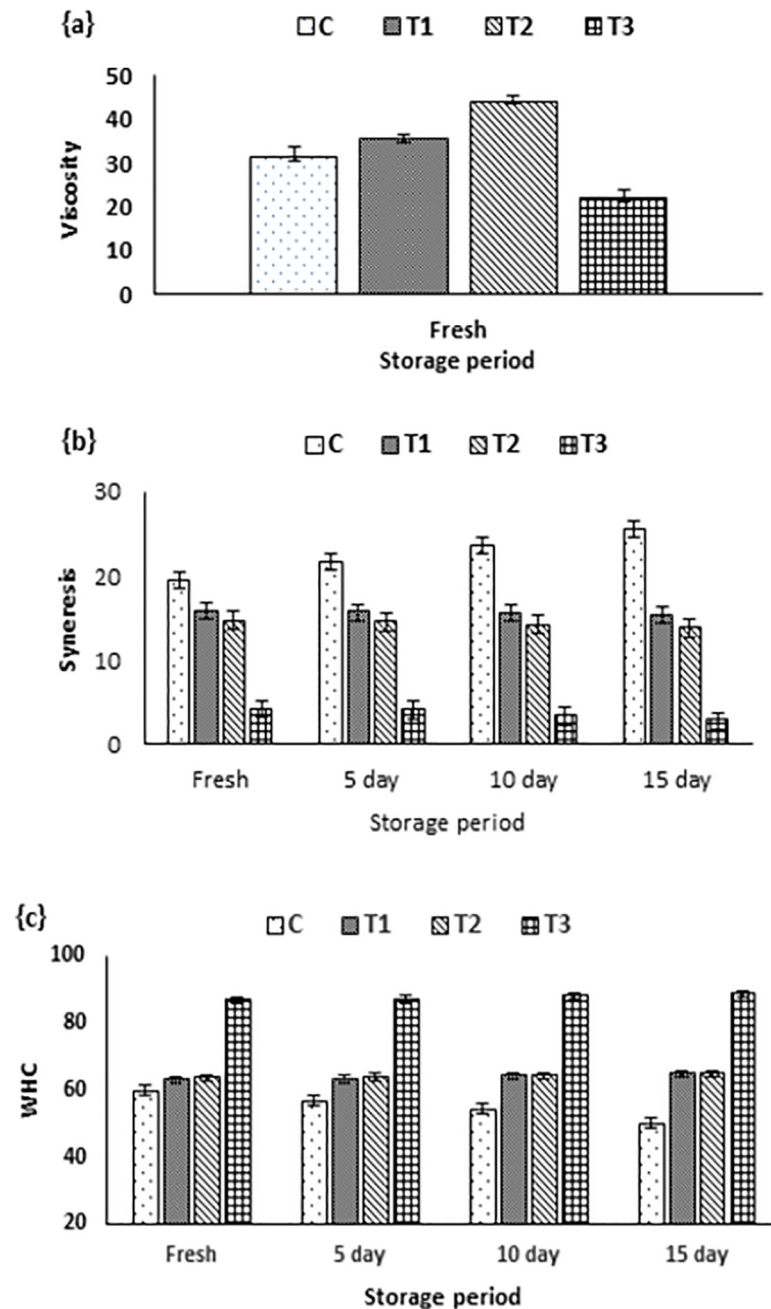 {a}
C T1 T2 T3
50
40
30
20
10
0
Viscosity
Fresh
Storage period
{b}
C T1 T2 T3
30
20
10
0
Syneresis
Fresh 5 day 10 day 15 day
Storage period
{c}
C T1 T2 T3
100
80
60
40
20
WHC
Fresh 5 day 10 day 15 day
Storage period